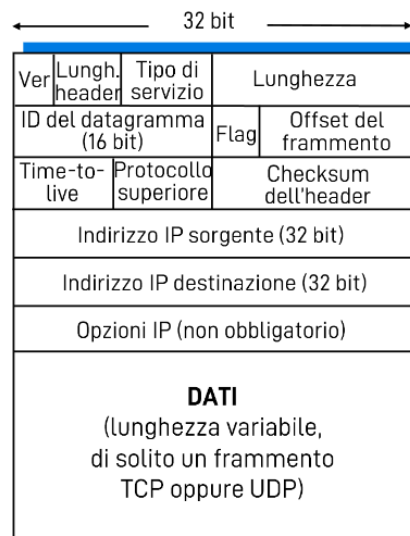 32 bit
Ver
Lungh.
header
Tipo di
servizio
Lunghezza
ID del datagramma
(16 bit)
Flag
Offset del
frammento
Time-to-
live
Protocollo
superiore
Checksum
dell'header
Indirizzo IP sorgente (32 bit)
Indirizzo IP destinazione (32 bit)
Opzioni IP (non obbligatorio)
DATI
(lunghezza variabile,
di solito un frammento
TCP oppure UDP)